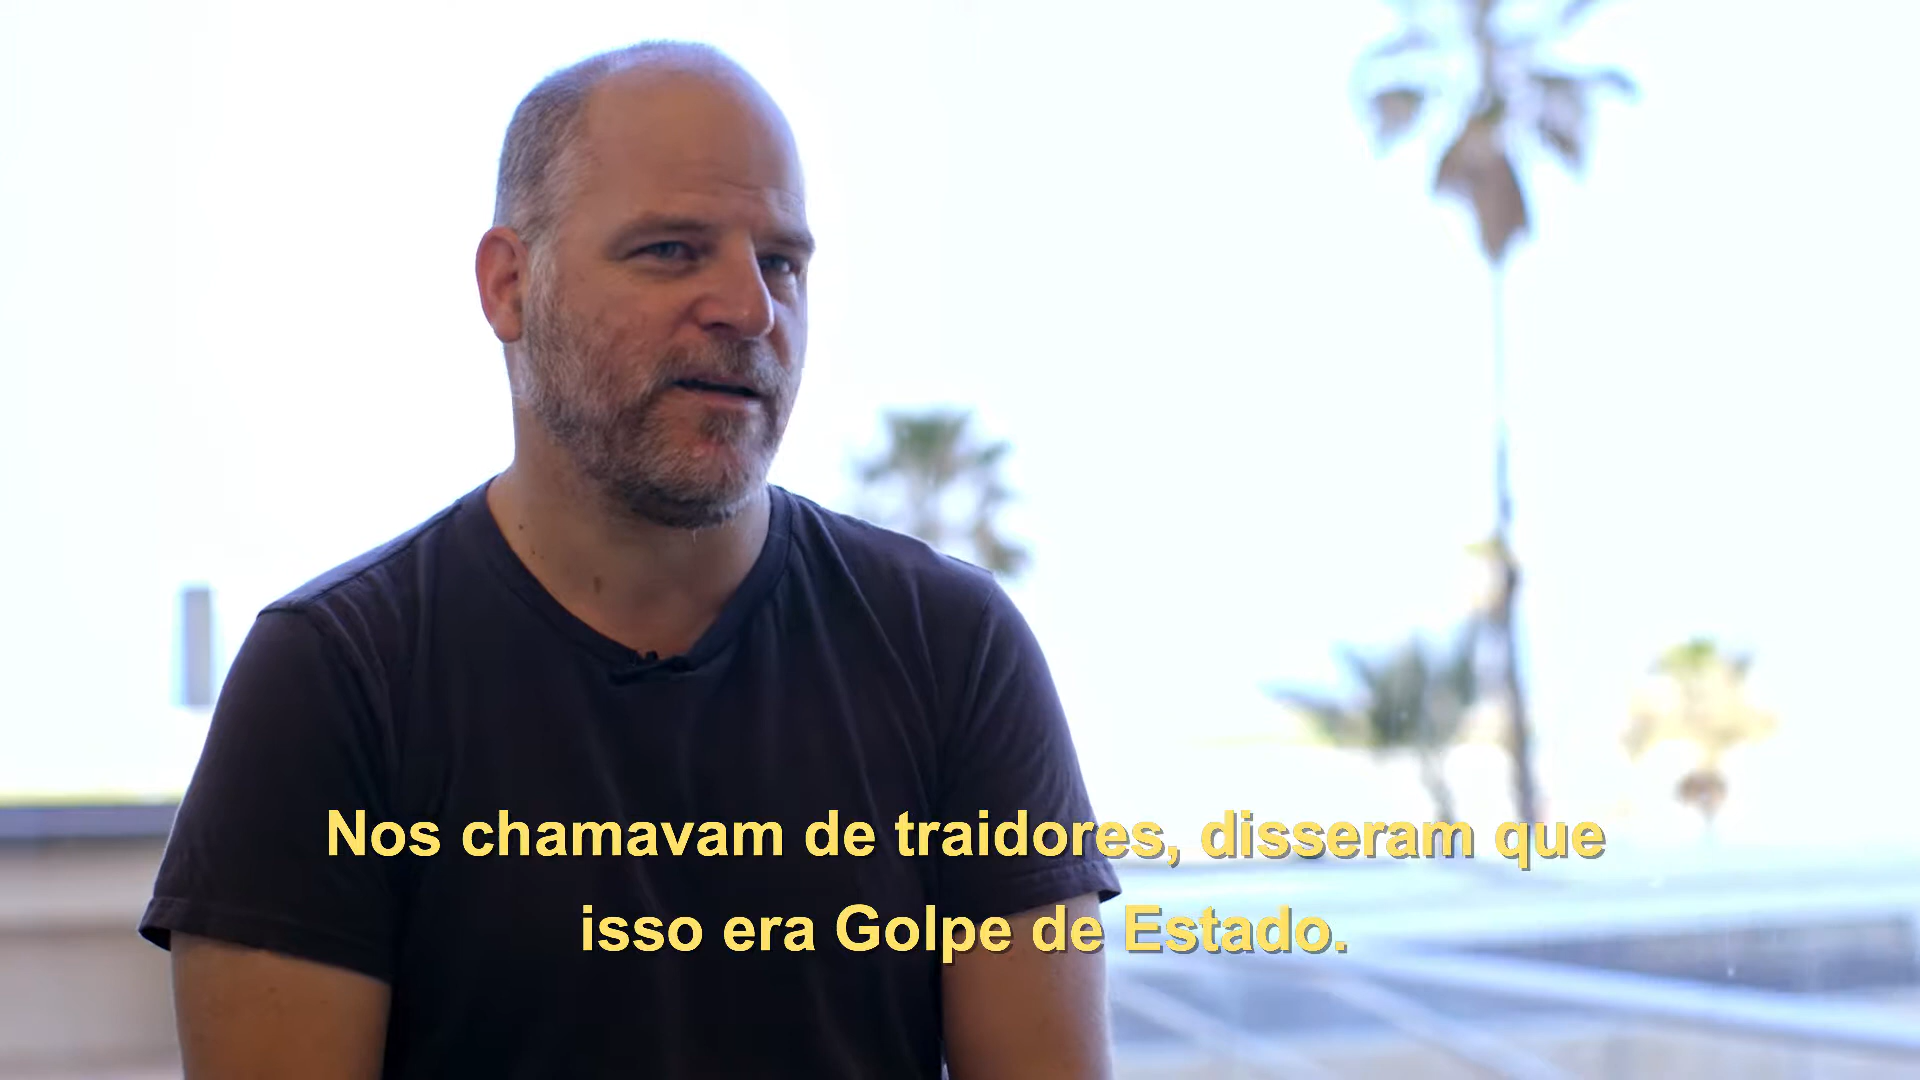 Nos chamavam de traidores, disseram que
isso era Golpe de Estado.